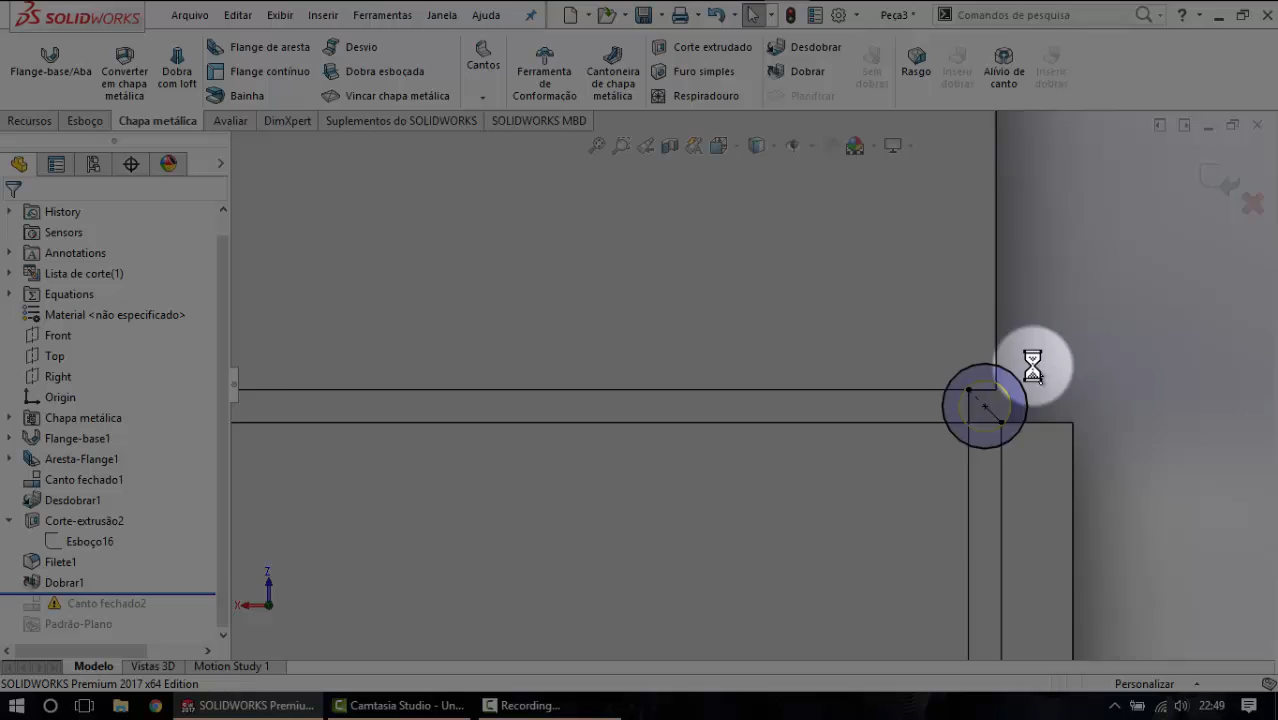 SOLIDWORKS
Arquivo Editar Exibir Inserir Ferramentas Janela Ajuda Peça3 * Comandos de pesquisa ?
Flange-base/Aba
Converter em chapa metálica
Dobra com loft
Flange de aresta
Flange contínuo
Bainha
Desvio
Dobra esboçada
Vincar chapa metálica
Cantos
Ferramenta de Conformação
Cantoneira de chapa metálica
Corte extrudado
Furo simples
Respiradouro
Desdobrar
Dobrar
Planificar
Sem dobrar
Rasgo
Inserir dobrar
Alívio de canto
Inserir dobrar
Recursos Esboço Chapa metálica Avaliar DimXpert Suplementos do SOLIDWORKS SOLIDWORKS MBD
History
Sensors
Annotations
Lista de corte(1)
Equations
Material <não especificado>
Front
Top
Right
Origin
Chapa metálica
Flange-base1
Aresta-Flange1
Canto fechado1
Desdobrar1
Corte-extrusão2
Esboço16
Filete1
Dobrar1
Canto fechado2
Padrão-Plano
Z
X
Modelo Vistas 3D Motion Study 1
SOLIDWORKS Premium 2017 x64 Edition Personalizar
SOLIDWORKS Premiu... Camtasia Studio - Un... Recording... 22:49